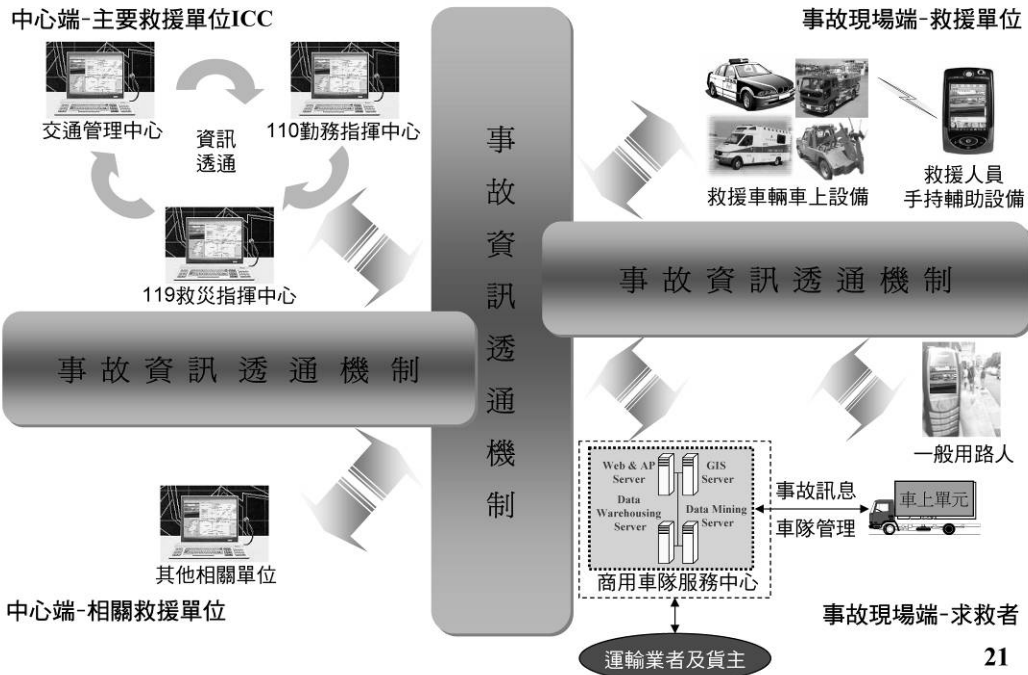 中心端-主要救援單位ICC
交通管理中心
資訊
透通
110勤務指揮中心
119救災指揮中心
事故資訊透通機制
其他相關單位
中心端-相關救援單位
事故資訊透通機制
事故現場端-救援單位
救援車輛車上設備
救援人員
手持輔助設備
事故資訊透通機制
一般用路人
Web & AP
Server
GIS
Server
Data
Warehousing
Server
Data Mining
Server
商用車隊服務中心
事故訊息
車隊管理
車上單元
運輸業者及貨主
事故現場端-求救者
21